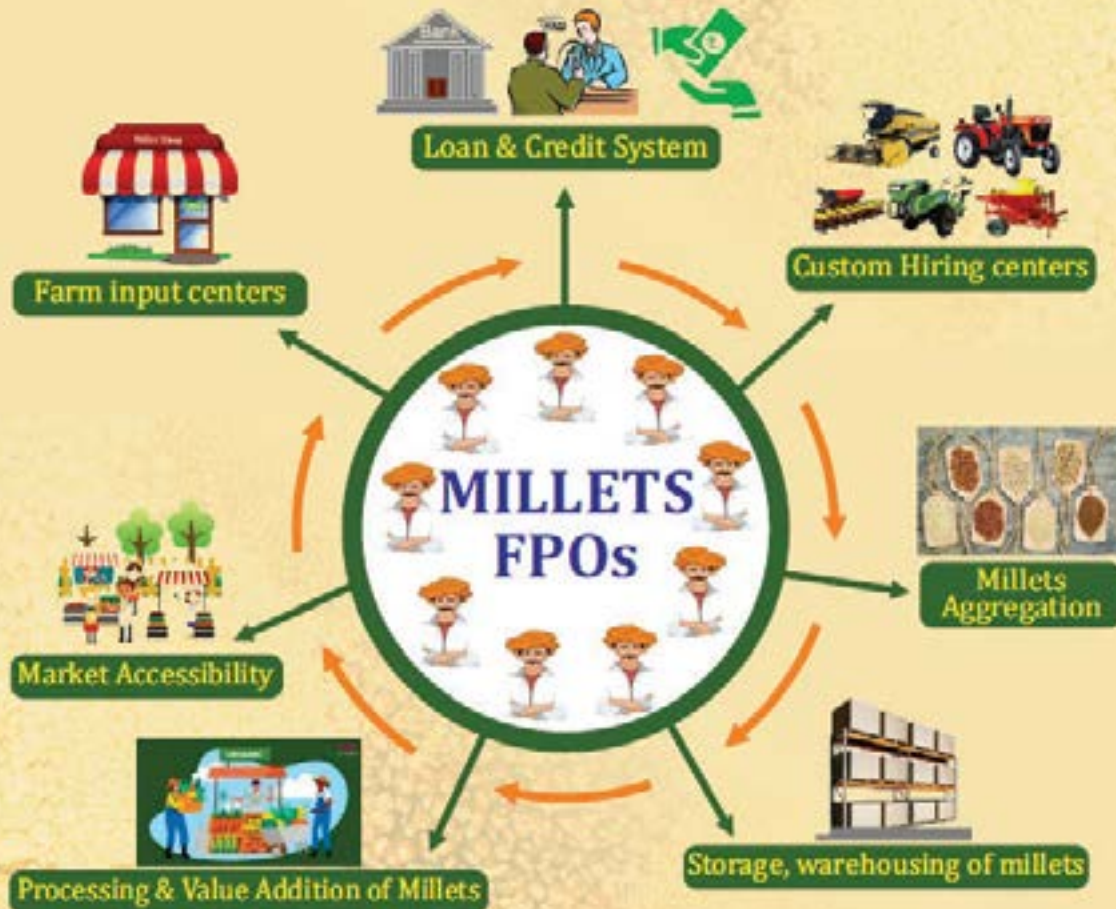 Bank
Loan & Credit System
Custom Hiring centers
Farm input centers
MILLETS
FPOs
Millets
Aggregation
Market Accessibility
Storage, warehousing of millets
Processing & Value Addition of Millets